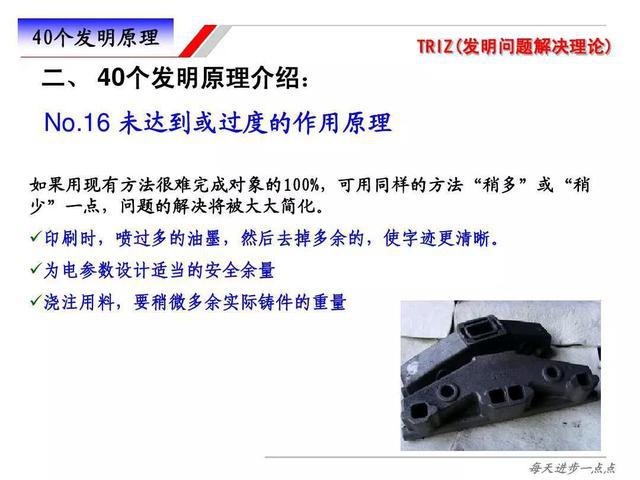 40个发明原理
TRIZ(发明问题解决理论)
二、 40个发明原理介绍：
No.16 未达到或过度的作用原理
如果用现有方法很难完成对象的100%，可用同样的方法“稍多”或“稍
少”一点，问题的解决将被大大简化。
✓印刷时，喷过多的油墨，然后去掉多余的，使字迹更清晰。
✓为电参数设计适当的安全余量
✓浇注用料，要稍微多余实际铸件的重量
每天进步一点点